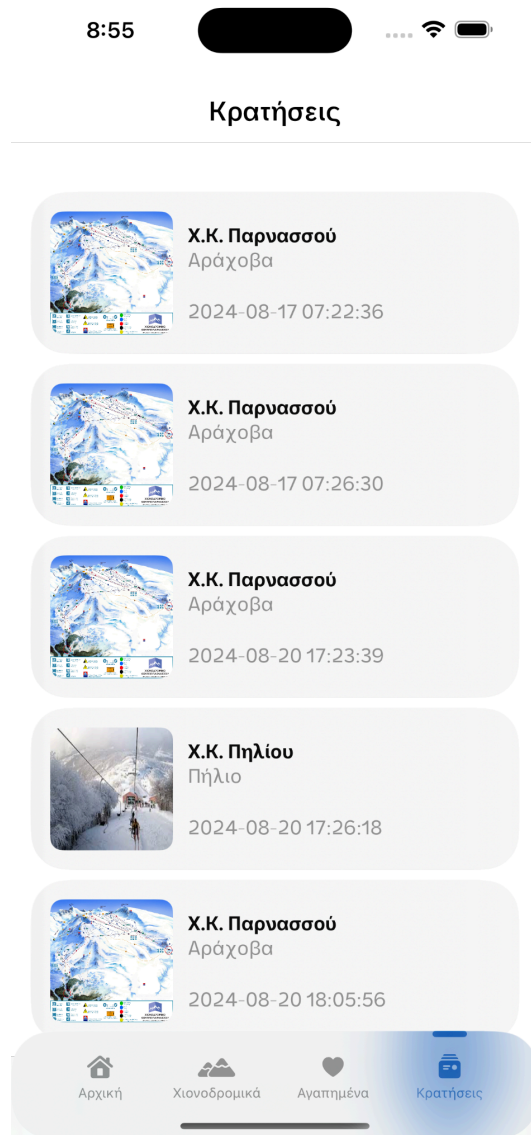 8:55
Κρατήσεις
Χ.Κ. Παρνασσού
Αράχοβα
2024-08-17 07:22:36
Χ.Κ. Παρνασσού
Αράχοβα
2024-08-17 07:26:30
Χ.Κ. Παρνασσού
Αράχοβα
2024-08-20 17:23:39
Χ.Κ. Πηλίου
Πήλιο
2024-08-20 17:26:18
Χ.Κ. Παρνασσού
Αράχοβα
2024-08-20 18:05:56
Αρχική Χιονοδρομικά Αγαπημένα Κρατήσεις